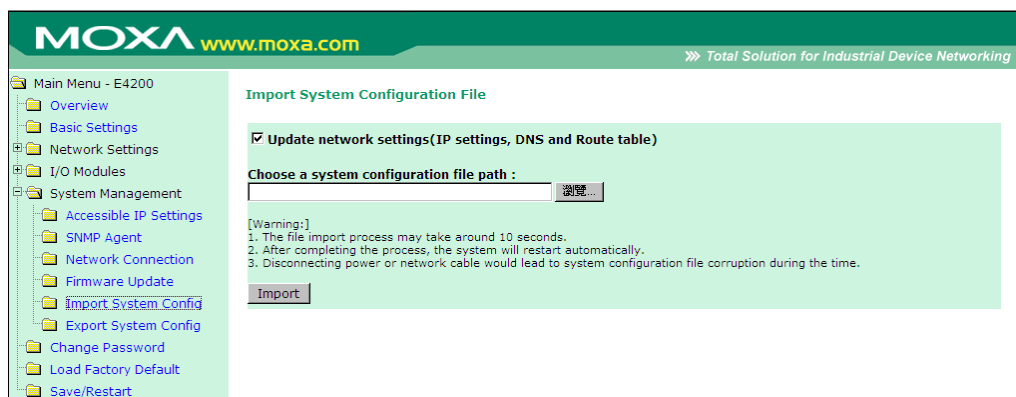 MOXA www.moxa.com
Total Solution for Industrial Device Networking
Main Menu - E4200
Overview
Basic Settings
Network Settings
I/O Modules
System Management
Accessible IP Settings
SNMP Agent
Network Connection
Firmware Update
Import System Config
Export System Config
Change Password
Load Factory Default
Save/Restart
Import System Configuration File
Update network settings(IP settings, DNS and Route table)
Choose a system configuration file path :
瀏覽...
[Warning:]
1. The file import process may take around 10 seconds.
2. After completing the process, the system will restart automatically.
3. Disconnecting power or network cable would lead to system configuration file corruption during the time.
Import